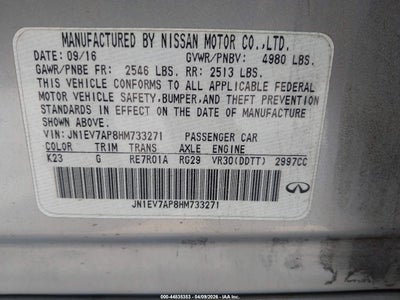 MANUFACTURED BY NISSAN MOTOR CO.,LTD.
DATE: 09/16 GVWR/PNBV: 4980 LBS.
GAWR/PNBE FR: 2546 LBS. RR: 2513 LBS.
THIS VEHICLE CONFORMS TO ALL APPLICABLE FEDERAL
MOTOR VEHICLE SAFETY, BUMPER, AND THEFT PREVENTION
STANDARDS IN EFFECT ON THE DATE OF MANUFACTURE
SHOWN ABOVE.
VIN: JN1EV7AP8HM733271 PASSENGER CAR
COLOR TRIM TRANS AXLE ENGINE
K23 G RE7R01A RG29 VR30(DDTT) 2997CC
JN1EV7AP8HM733271
INFINITI
000-44836353 | 04/09/2026 - IAA Inc.